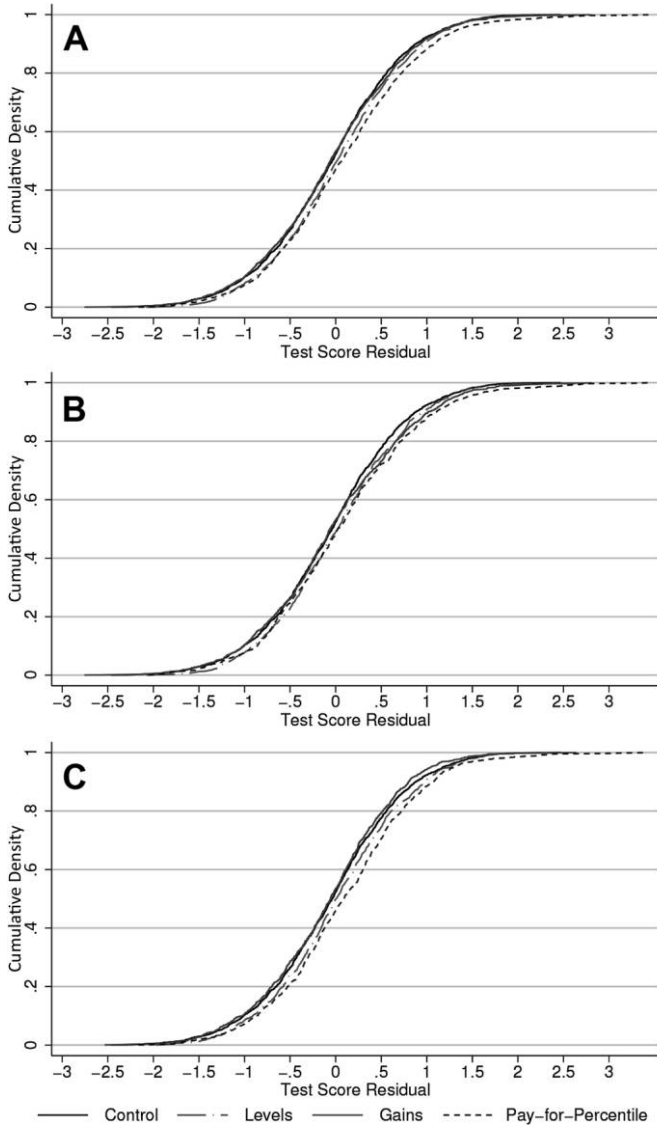 A
Cumulative Density
1
.8
.6
.4
.2
0
−3 −2.5 −2 −1.5 −1 −.5 0 .5 1 1.5 2 2.5 3
Test Score Residual
B
Cumulative Density
1
.8
.6
.4
.2
0
−3 −2.5 −2 −1.5 −1 −.5 0 .5 1 1.5 2 2.5 3
Test Score Residual
C
Cumulative Density
1
.8
.6
.4
.2
0
−3 −2.5 −2 −1.5 −1 −.5 0 .5 1 1.5 2 2.5 3
Test Score Residual
Control Levels Gains Pay−for−Percentile